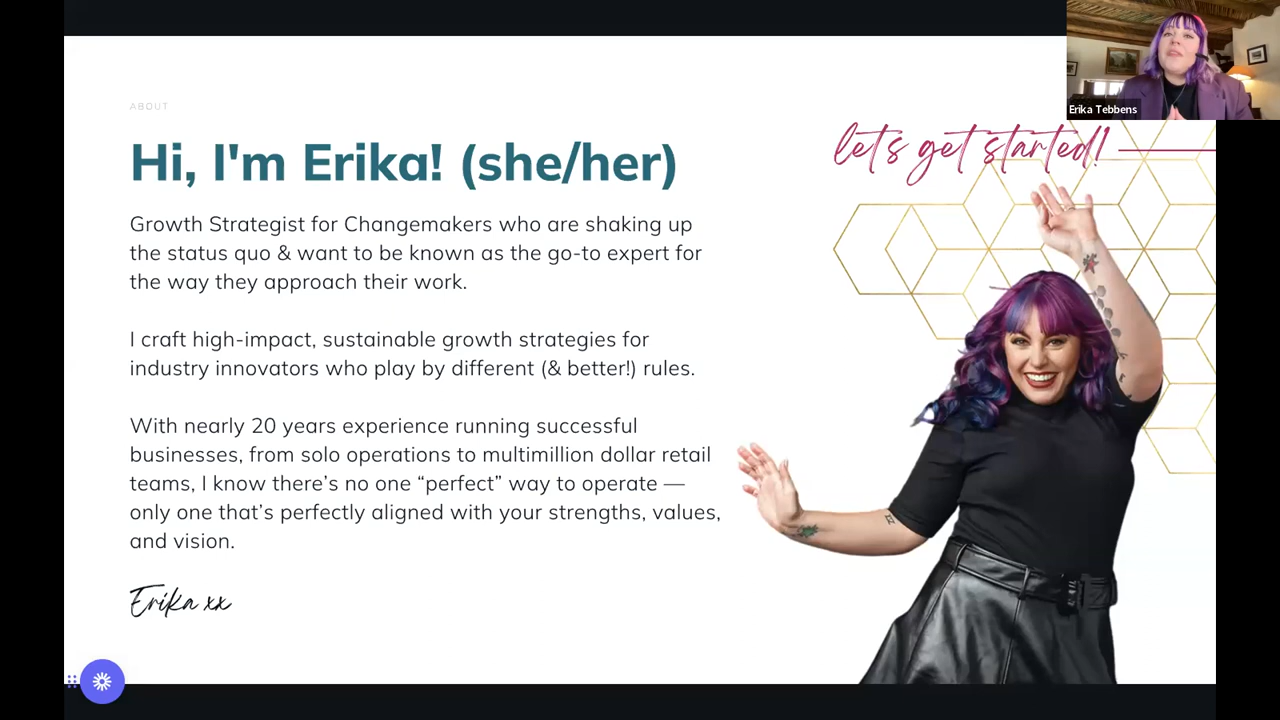 Erika Tebbens
ABOUT
let's get started!
Hi, I'm Erika! (she/her)
Growth Strategist for Changemakers who are shaking up
the status quo & want to be known as the go-to expert for
the way they approach their work.
I craft high-impact, sustainable growth strategies for
industry innovators who play by different (& better!) rules.
With nearly 20 years experience running successful
businesses, from solo operations to multimillion dollar retail
teams, I know there’s no one “perfect” way to operate —
only one that’s perfectly aligned with your strengths, values,
and vision.
Erika xx